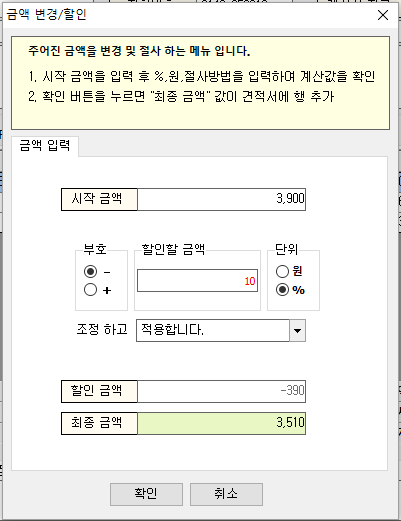 금액 변경/할인
주어진 금액을 변경 및 절사 하는 메뉴 입니다.
1. 시작 금액을 입력 후 %,원,절사방법을 입력하며 계산값을 확인
2. 확인 버튼을 누르면 "최종 금액" 값이 견적서에 행 추가
금액 입력
시작 금액 3,900
부호 할인할 금액 단위
- 10 원
+ %
조정 하고 적용합니다.
할인 금액 -390
최종 금액 3,510
확인 취소